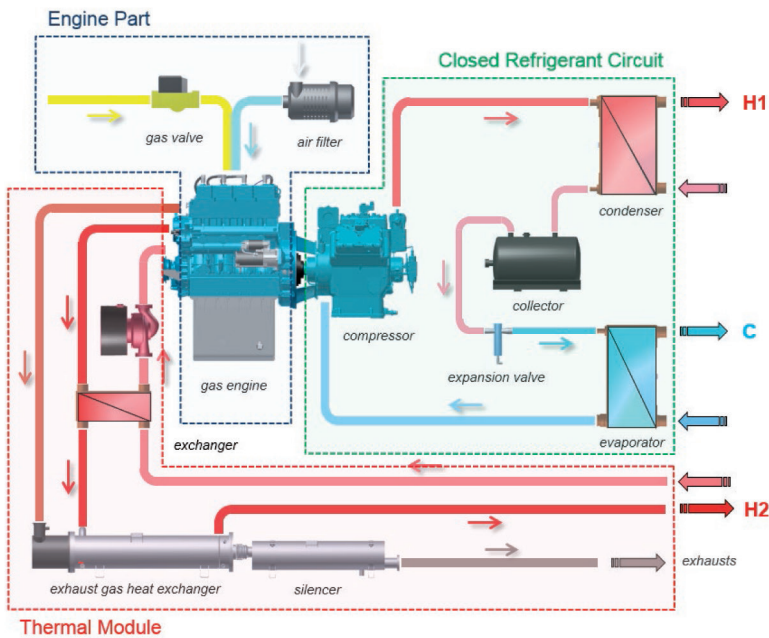 Engine Part
Closed Refrigerant Circuit
H1
gas valve
air filter
condenser
collector
compressor
C
expansion valve
gas engine
evaporator
exchanger
H2
exhausts
exhaust gas heat exchanger
silencer
Thermal Module